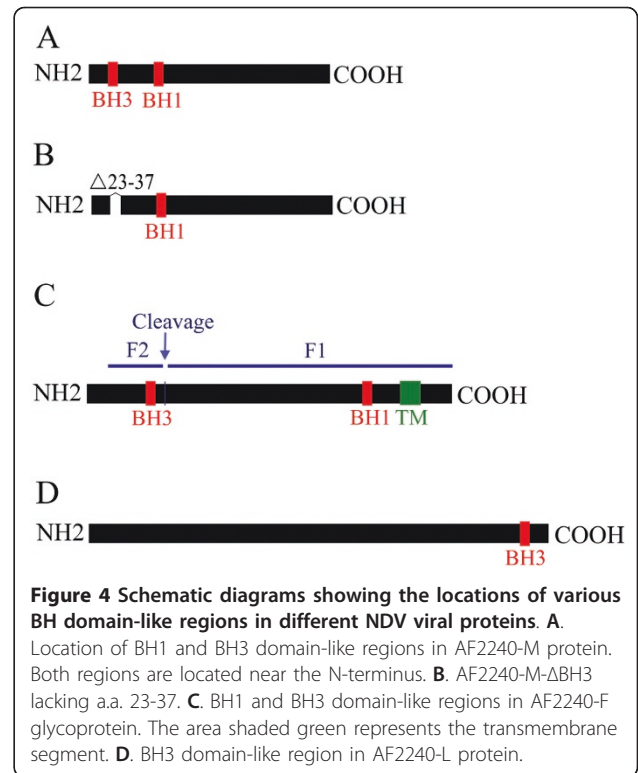 A
NH2 COOH
BH3 BH1
B
△23-37
NH2 COOH
BH1
C
Cleavage
F2 F1
NH2 COOH
BH3 BH1 TM
D
NH2 COOH
BH3
Figure 4 Schematic diagrams showing the locations of various
BH domain-like regions in different NDV viral proteins. A.
Location of BH1 and BH3 domain-like regions in AF2240-M protein.
Both regions are located near the N-terminus. B. AF2240-M-ΔBH3
lacking a.a. 23-37. C. BH1 and BH3 domain-like regions in AF2240-F
glycoprotein. The area shaded green represents the transmembrane
segment. D. BH3 domain-like region in AF2240-L protein.